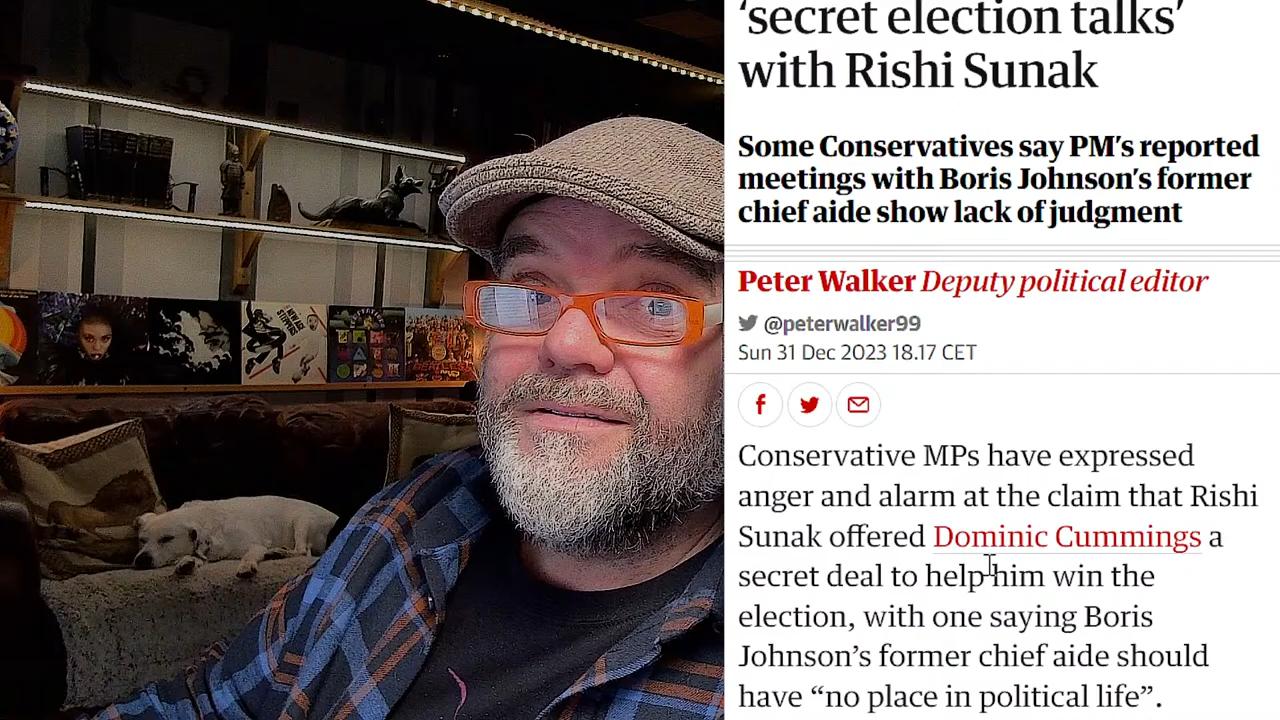 ‘secret election talks’
with Rishi Sunak
Some Conservatives say PM’s reported
meetings with Boris Johnson’s former
chief aide show lack of judgment
Peter Walker Deputy political editor
@peterwalker99
Sun 31 Dec 2023 18.17 CET
Conservative MPs have expressed
anger and alarm at the claim that Rishi
Sunak offered Dominic Cummings a
secret deal to help him win the
election, with one saying Boris
Johnson’s former chief aide should
have “no place in political life”.